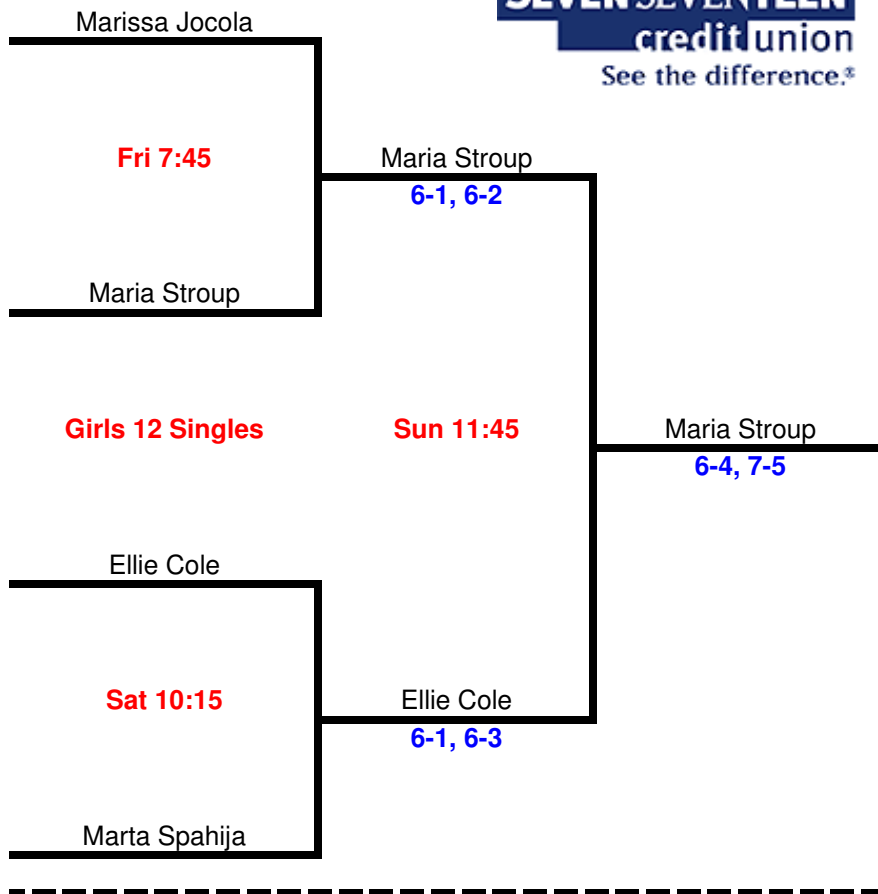 SEVEN SEVENTEEN
credit union
See the difference.®
Marissa Jocola
Fri 7:45
Maria Stroup
6-1, 6-2
Maria Stroup
Girls 12 Singles
Sun 11:45
Maria Stroup
6-4, 7-5
Ellie Cole
Sat 10:15
Ellie Cole
6-1, 6-3
Marta Spahija